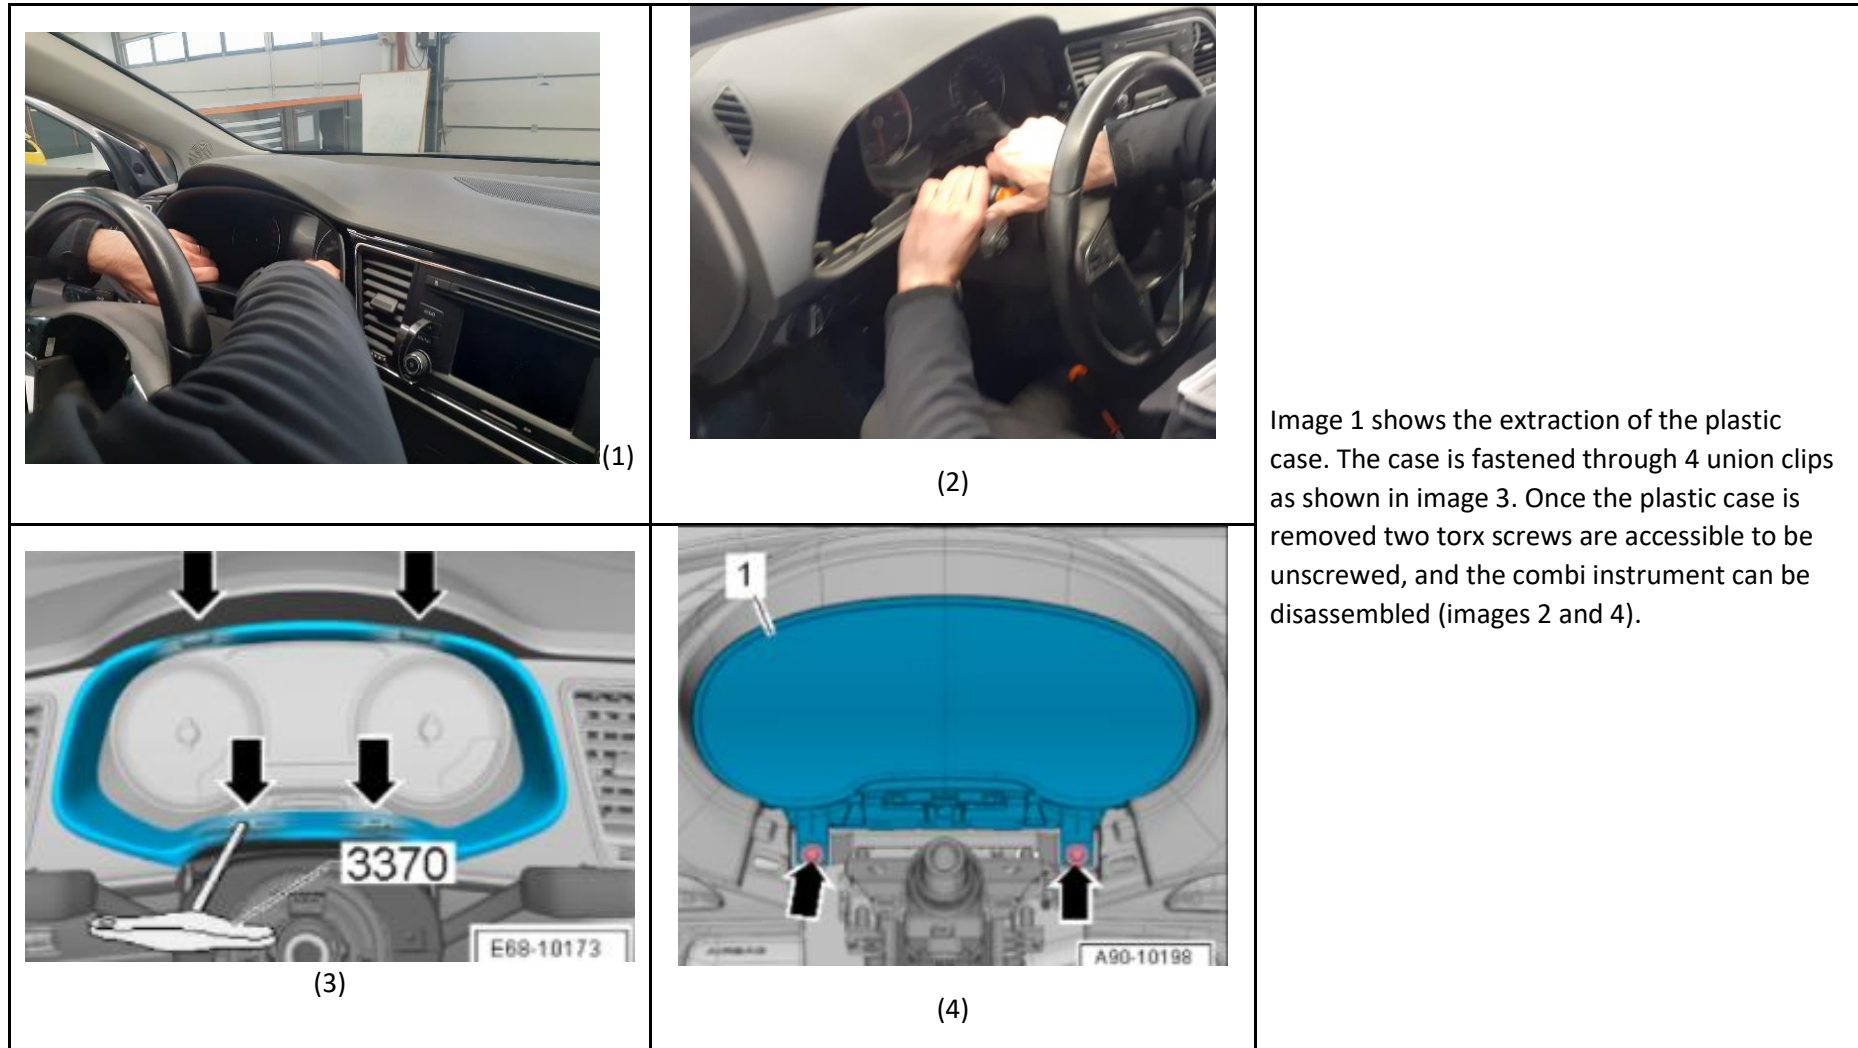 (1)
(2)
Image 1 shows the extraction of the plastic
case. The case is fastened through 4 union clips
as shown in image 3. Once the plastic case is
removed two torx screws are accessible to be
unscrewed, and the combi instrument can be
disassembled (images 2 and 4).
3370
E68-10173
(3)
1
AIRBAG
A90-10198
(4)